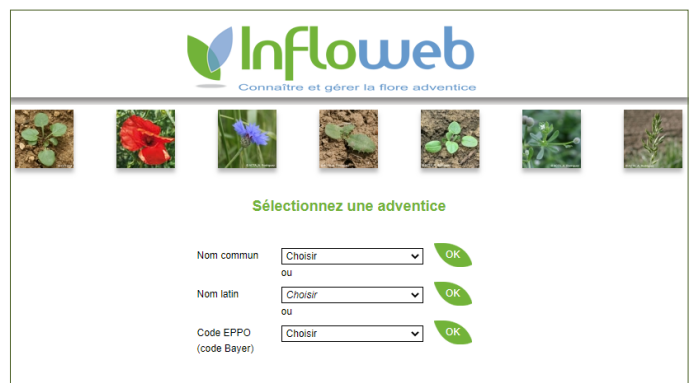 Infloweb
Connaître et gérer la flore adventice
Sélectionnez une adventice
Nom commun
Choisir
OK
ou
Nom latin
Choisir
OK
ou
Code EPPO
(code Bayer)
Choisir
OK